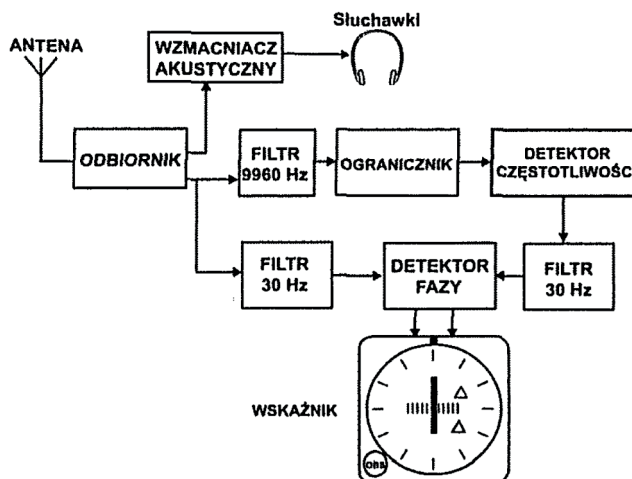 Słuchawki
ANTENA
WZMACNIACZ
AKUSTYCZNY
ODBIORNIK
FILTR
9960 Hz
OGRANICZNIK
DETEKTOR
CZĘSTOTLIWOŚCI
FILTR
30 Hz
DETEKTOR
FAZY
FILTR
30 Hz
WSKAŹNIK
OBS